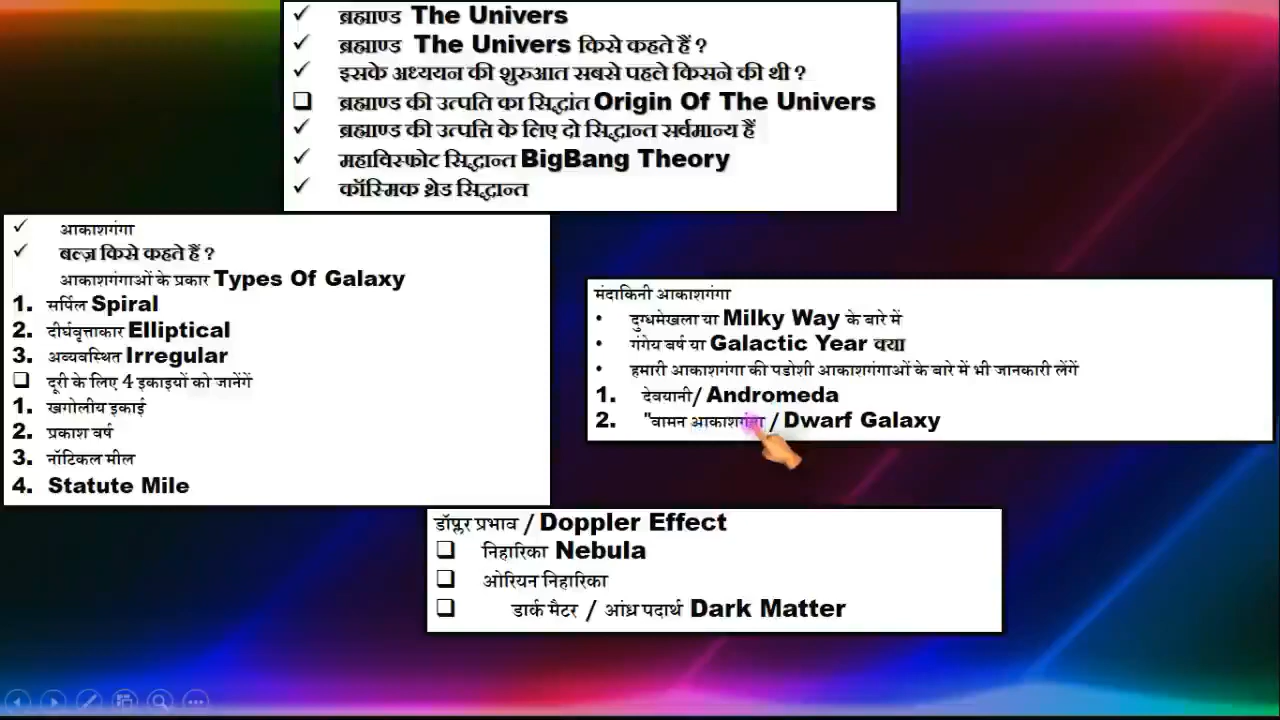 ब्रह्माण्ड The Univers
ब्रह्माण्ड The Univers किसे कहते हैं ?
इसके अध्ययन की शुरुआत सबसे पहले किसने की थी ?
ब्रह्माण्ड की उत्पति का सिद्धांत Origin Of The Univers
ब्रह्माण्ड की उत्पत्ति के लिए दो सिद्धान्त सर्वमान्य हैं
महाविस्फोट सिद्धान्त BigBang Theory
कॉस्मिक थ्रेड सिद्धान्त
आकाशगंगा
बल्ज़ किसे कहते हैं ?
आकाशगंगाओं के प्रकार Types Of Galaxy
1. सर्पिल Spiral
2. दीर्घवृत्ताकार Elliptical
3. अव्यवस्थित Irregular
दूरी के लिए 4 इकाइयों को जानेंगें
1. खगोलीय इकाई
2. प्रकाश वर्ष
3. नॉटिकल मील
4. Statute Mile
मंदाकिनी आकाशगंगा
• दुग्धमेखला या Milky Way के बारे में
• गंगेय बर्ष या Galactic Year क्या
• हमारी आकाशगंगा की पडोशी आकाशगंगाओं के बारे में भी जानकारी लेंगें
1. देवयानी/ Andromeda
2. "वामन आकाशगंगा / Dwarf Galaxy
डॉप्लर प्रभाव / Doppler Effect
निहारिका Nebula
ओरियन निहारिका
डार्क मैटर / आंध्र पदार्थ Dark Matter